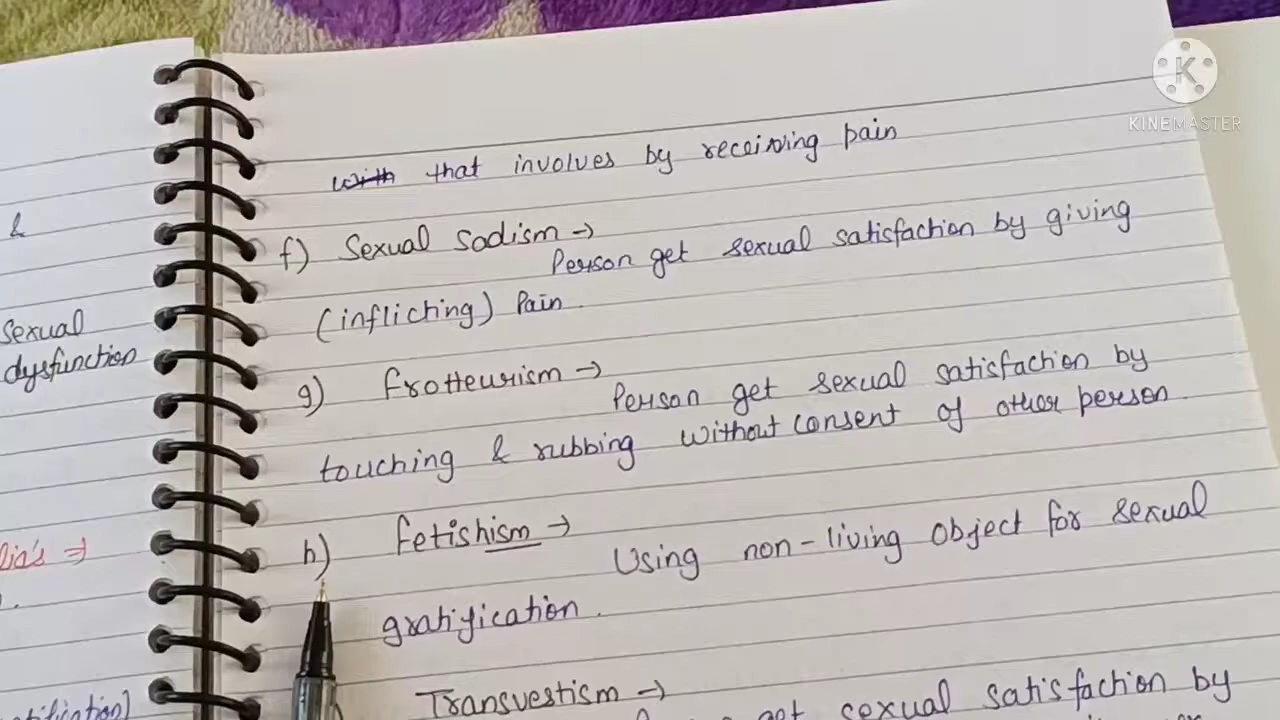 &
sexual
dysfunction
lia's ⇒
KINEMASTER
with that involves by receiving pain
f) Sexual Sadism →
Person get sexual satisfaction by giving
(inflicting) Pain.
g) Frotteurism →
Person get sexual satisfaction by
touching & rubbing without consent of other person.
h) Fetishism →
Using non-living object for sexual
gratification.
Transvestism →
get sexual satisfaction by